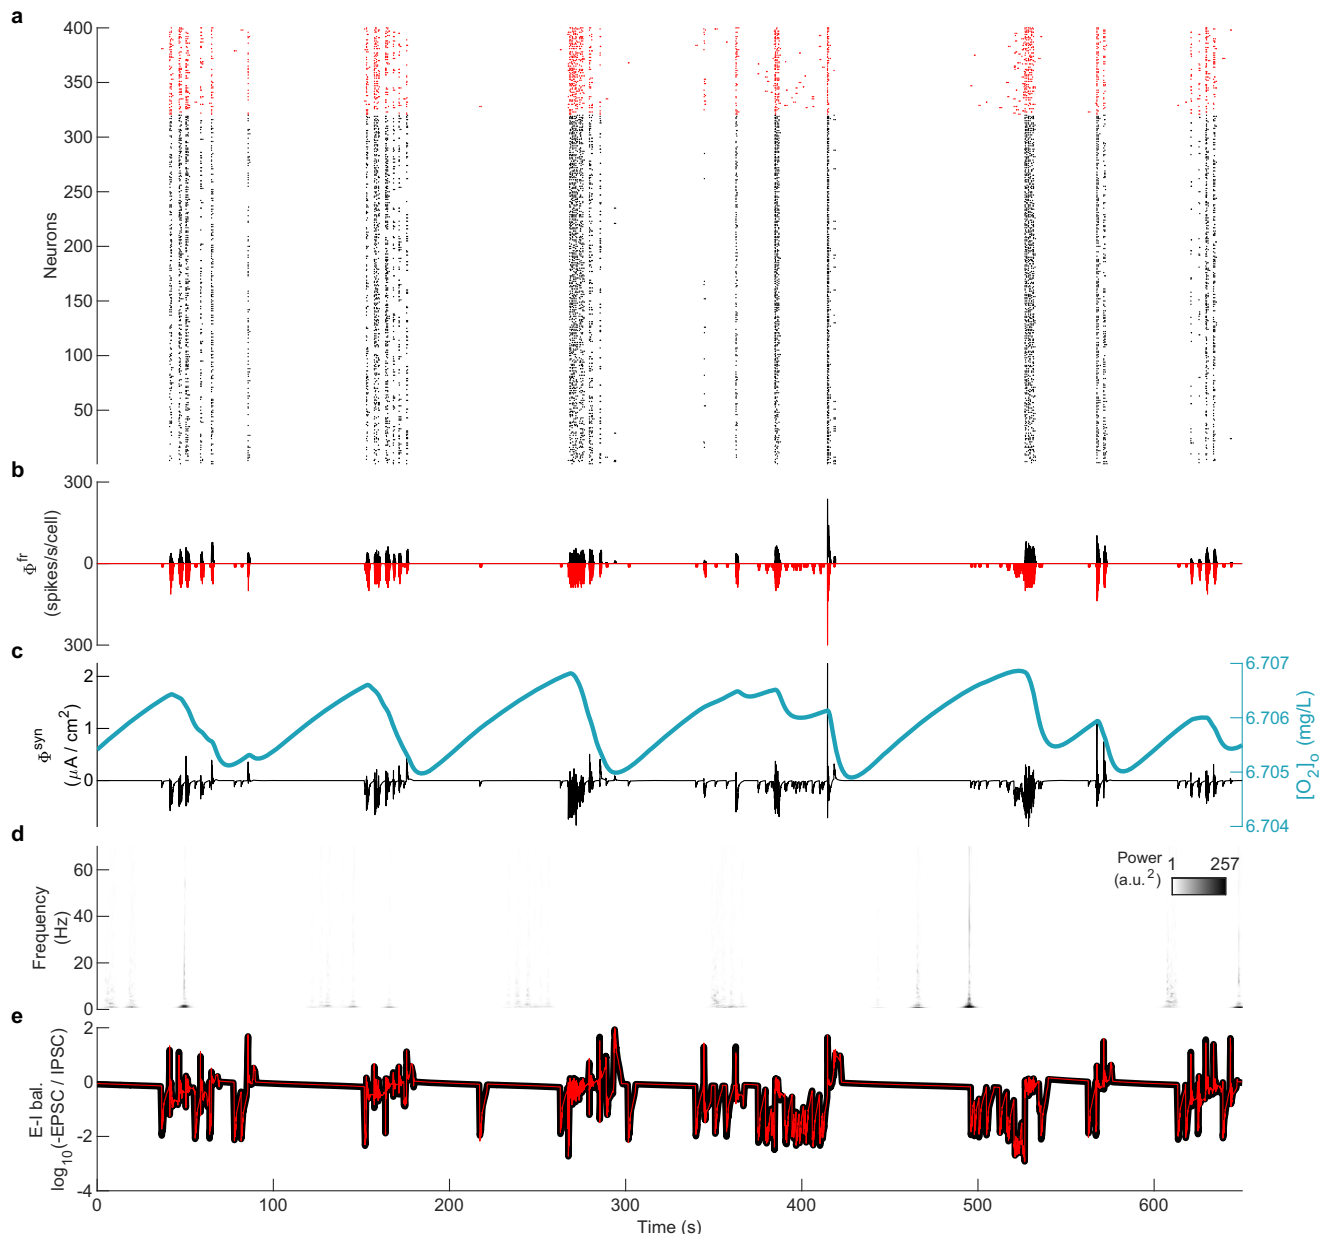 a
400
350
300
250
200
150
100
50
Neurons
b
300
0
300
Φfr
(spikes/s/cell)
c
2
1
0
Φsyn
(μA / cm2)
6.707
6.706
6.705
6.704
[O2]o (mg/L)
d
60
40
20
0
Frequency
(Hz)
Power
(a.u.2)
1 257
e
2
0
-2
-4
E-I bal.
log10(-EPSC / IPSC)
0 100 200 300 400 500 600
Time (s)